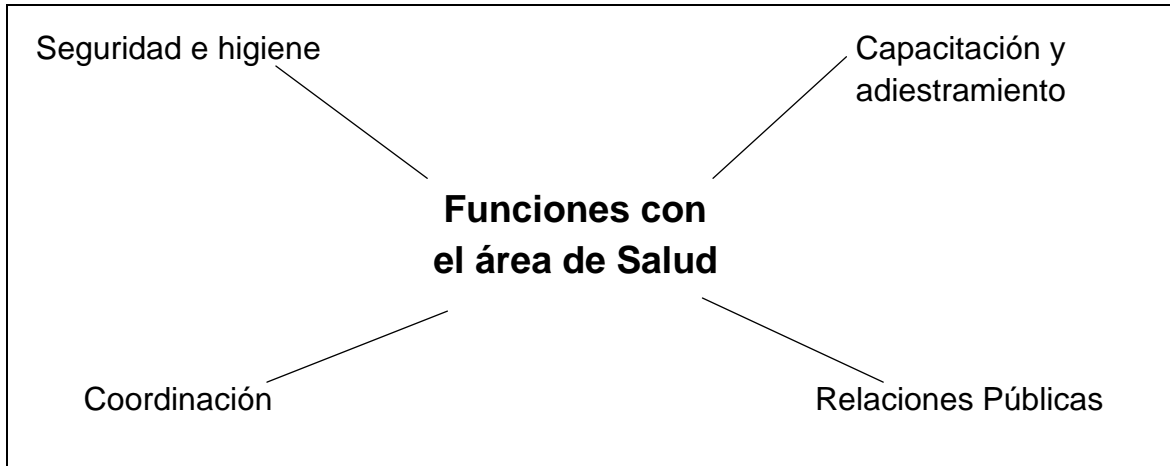 Seguridad e higiene
Capacitación y
adiestramiento
Funciones con
el área de Salud
Coordinación
Relaciones Públicas